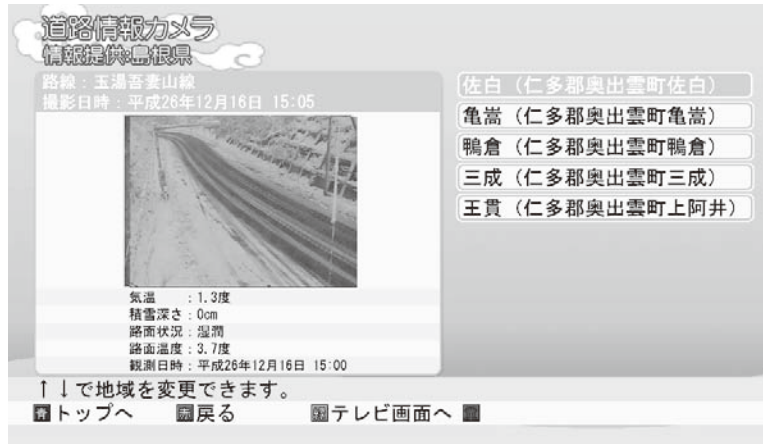 道路情報カメラ
情報提供:島根県
路線：玉湯吾妻山線
撮影日時：平成26年12月16日 15:05
気温　　：1.3度
積雪深さ：0cm
路面状況：湿潤
路面温度：3.7度
観測日時：平成26年12月16日 15:00
佐白（仁多郡奥出雲町佐白）
亀嵩（仁多郡奥出雲町亀嵩）
鴨倉（仁多郡奥出雲町鴨倉）
三成（仁多郡奥出雲町三成）
王貫（仁多郡奥出雲町上阿井）
↑↓で地域を変更できます。
青トップへ　赤戻る　緑テレビ画面へ